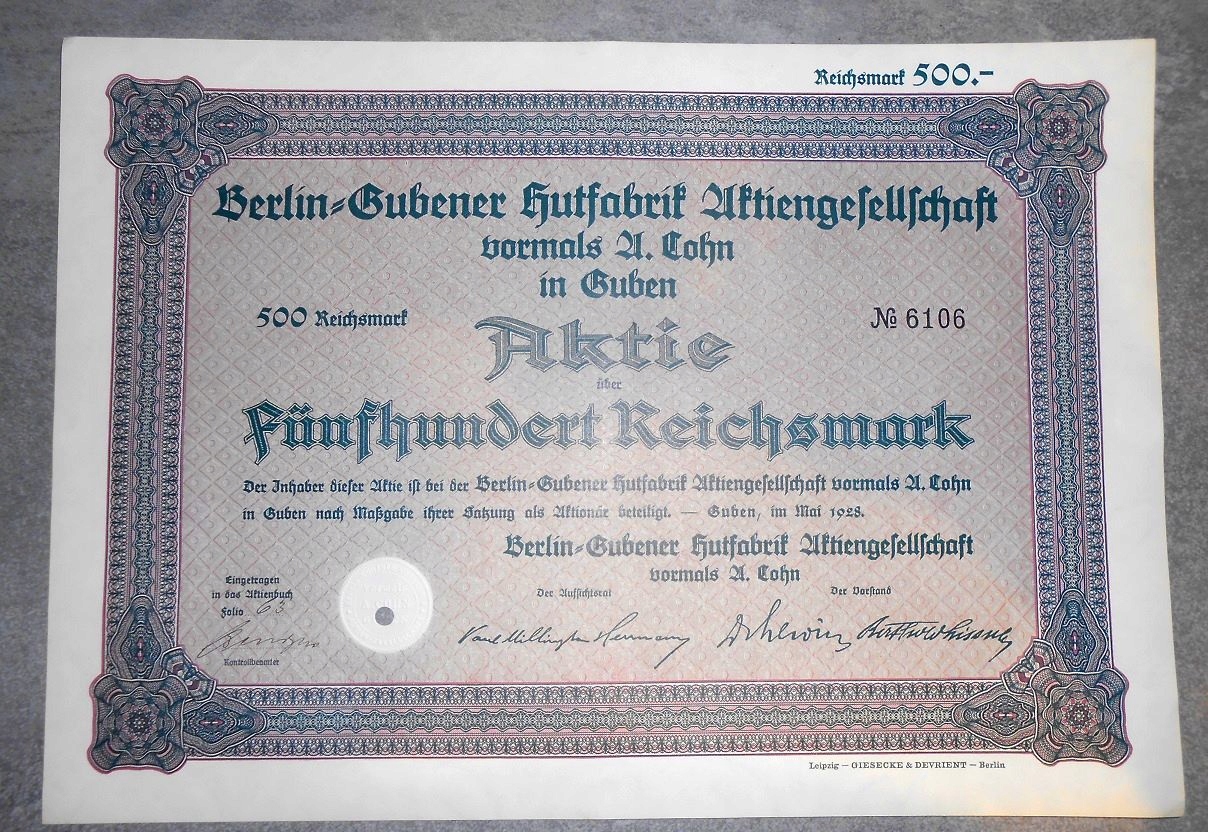 Reichsmark 500.–
Berlin-Gubener Hutfabrik Aktiengesellschaft
vormals A. Cohn
in Guben
500 Reichsmark
№ 6106
Aktie
über
Fünfhundert Reichsmark
Der Inhaber dieser Aktie ist bei der Berlin-Gubener Hutfabrik Aktiengesellschaft vormals A. Cohn
in Guben nach Maßgabe ihrer Satzung als Aktionär beteiligt. — Guben, im Mai 1928.
Berlin-Gubener Hutfabrik Aktiengesellschaft
vormals A. Cohn
Eingetragen
in das Aktienbuch
Folio 63
Kontrollbeamter
Der Aufsichtsrat
Der Vorstand
Leipzig — GIESECKE & DEVRIENT — Berlin